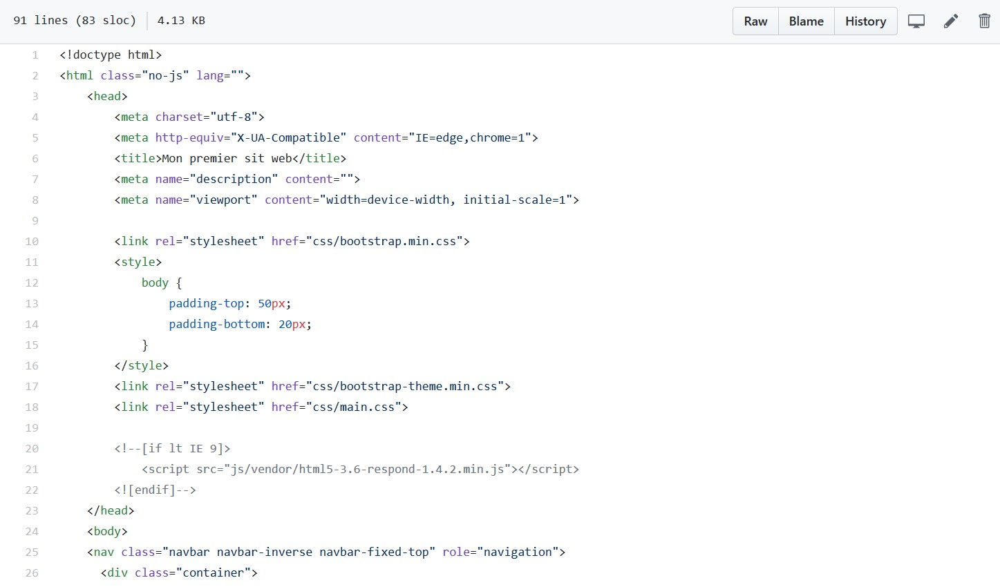 91 lines (83 sloc) 4.13 KB Raw Blame History
1 <!doctype html>
2 <html class="no-js" lang="">
3 <head>
4 <meta charset="utf-8">
5 <meta http-equiv="X-UA-Compatible" content="IE=edge,chrome=1">
6 <title>Mon premier sit web</title>
7 <meta name="description" content="">
8 <meta name="viewport" content="width=device-width, initial-scale=1">
9
10 <link rel="stylesheet" href="css/bootstrap.min.css">
11 <style>
12 body {
13 padding-top: 50px;
14 padding-bottom: 20px;
15 }
16 </style>
17 <link rel="stylesheet" href="css/bootstrap-theme.min.css">
18 <link rel="stylesheet" href="css/main.css">
19
20 <!--[if lt IE 9]>
21 <script src="js/vendor/html5-3.6-respond-1.4.2.min.js"></script>
22 <![endif]-->
23 </head>
24 <body>
25 <nav class="navbar navbar-inverse navbar-fixed-top" role="navigation">
26 <div class="container">